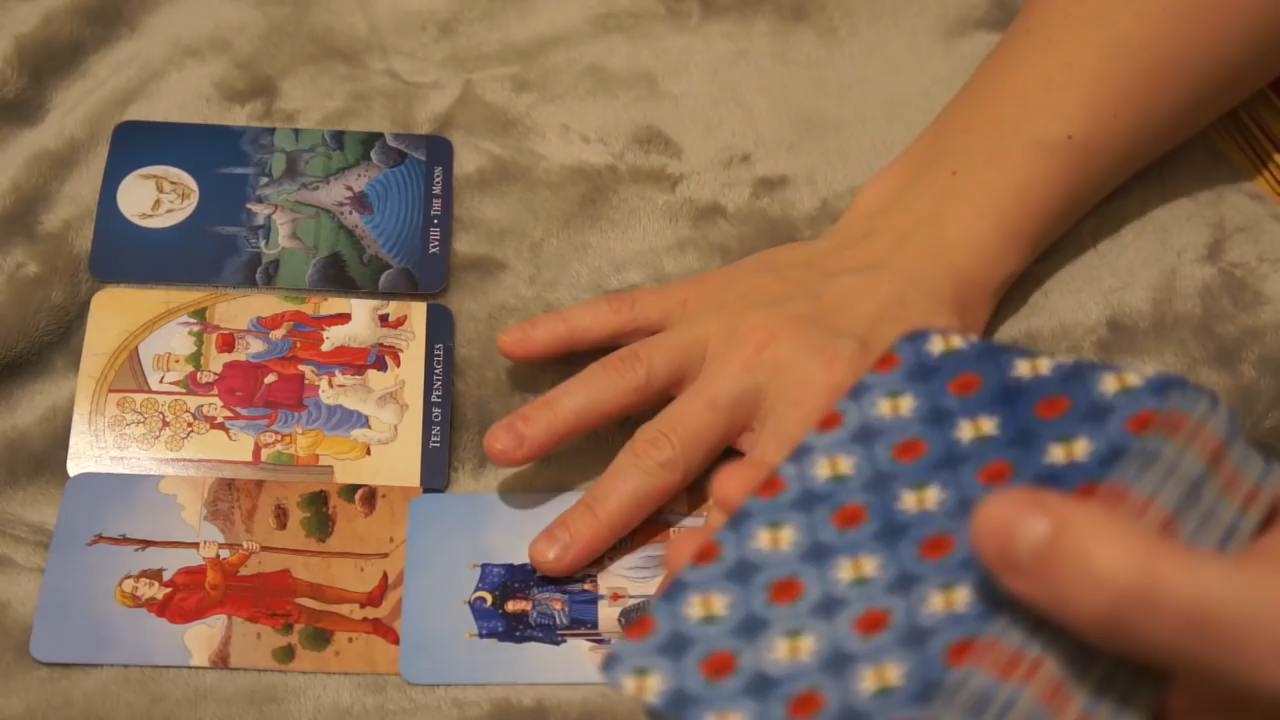 XVIII • THE MOON
TEN OF PENTACLES